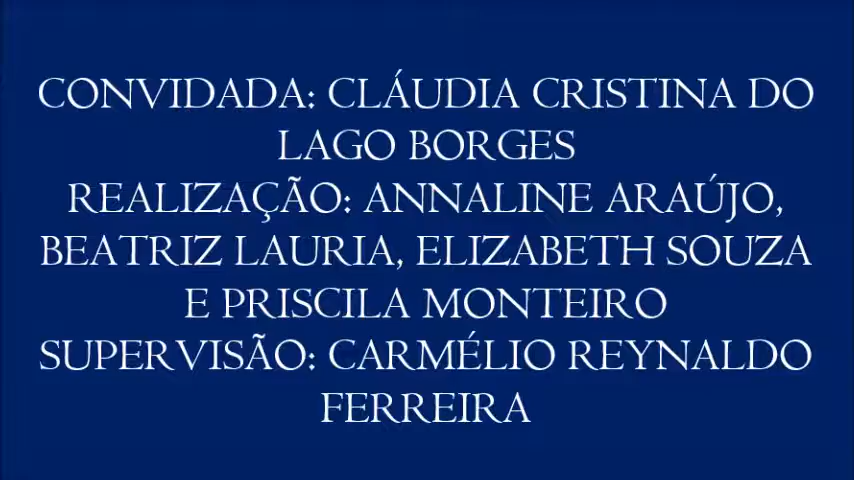 CONVIDADA: CLÁUDIA CRISTINA DO
LAGO BORGES
REALIZAÇÃO: ANNALINE ARAÚJO,
BEATRIZ LAURIA, ELIZABETH SOUZA
E PRISCILA MONTEIRO
SUPERVISÃO: CARMÉLIO REYNALDO
FERREIRA